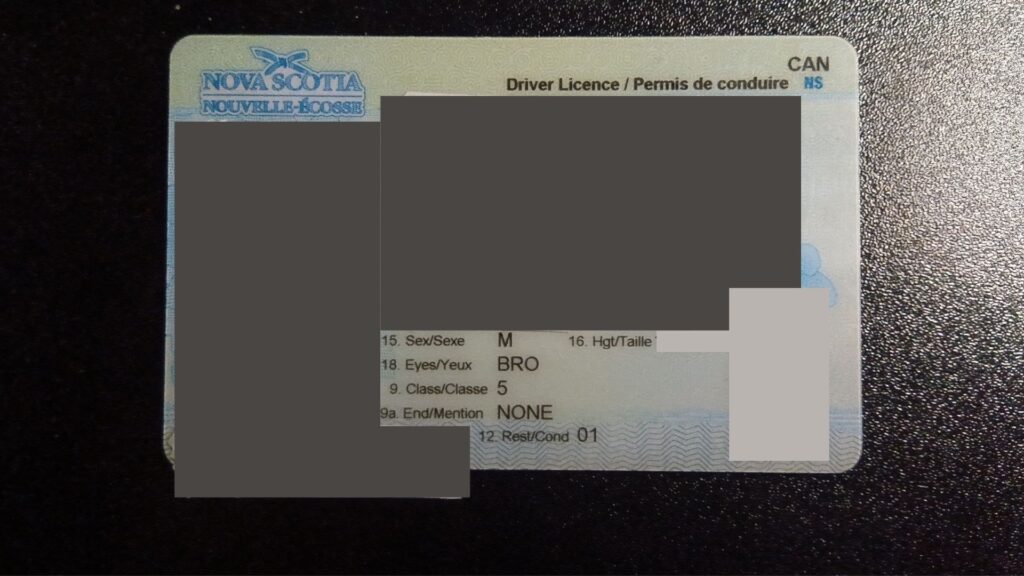 NOVA SCOTIA
NOUVELLE-ÉCOSSE
CAN
Driver Licence / Permis de conduire NS
15. Sex/Sexe M 16. Hgt/Taille
18. Eyes/Yeux BRO
9. Class/Classe 5
9a. End/Mention NONE
12. Rest/Cond 01